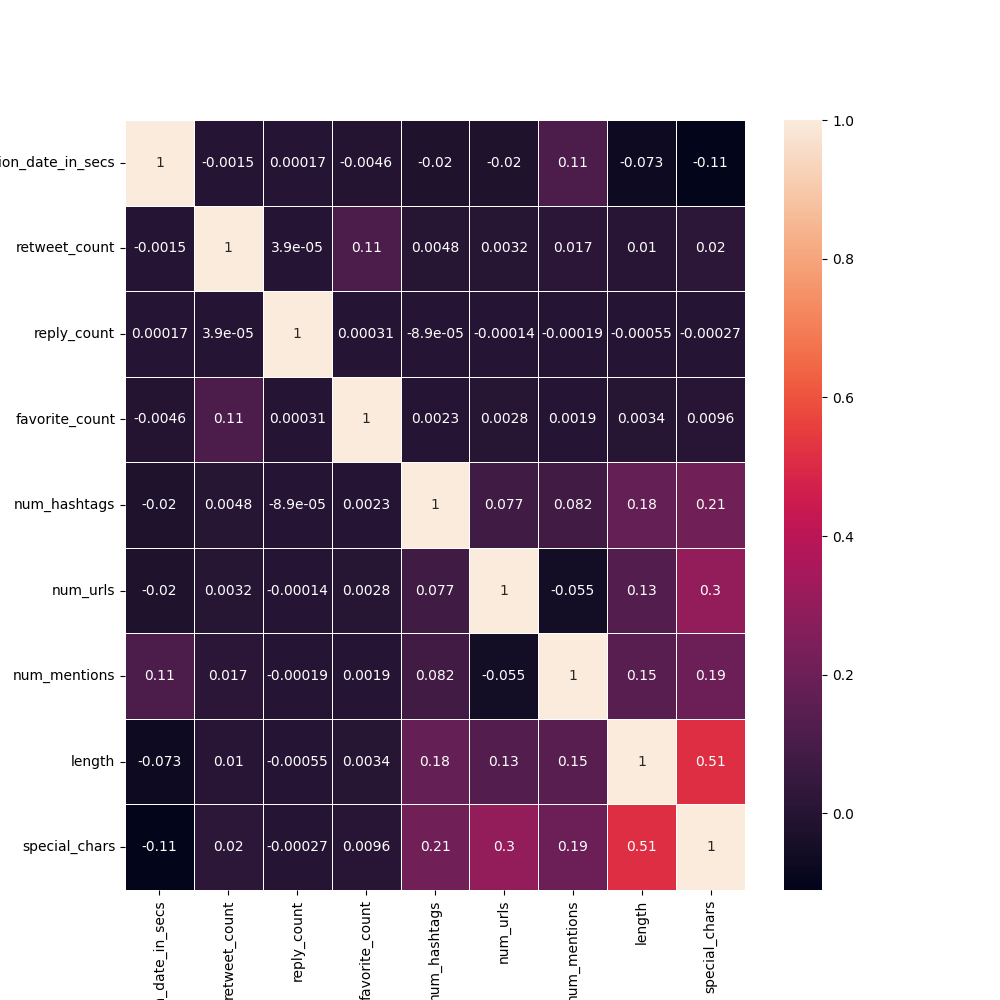 ion_date_in_secs 1 -0.0015 0.00017 -0.0046 -0.02 -0.02 0.11 -0.073 -0.11
retweet_count -0.0015 1 3.9e-05 0.11 0.0048 0.0032 0.017 0.01 0.02
reply_count 0.00017 3.9e-05 1 0.00031 -8.9e-05 -0.00014 -0.00019 -0.00055 -0.00027
favorite_count -0.0046 0.11 0.00031 1 0.0023 0.0028 0.0019 0.0034 0.0096
num_hashtags -0.02 0.0048 -8.9e-05 0.0023 1 0.077 0.082 0.18 0.21
num_urls -0.02 0.0032 -0.00014 0.0028 0.077 1 -0.055 0.13 0.3
num_mentions 0.11 0.017 -0.00019 0.0019 0.082 -0.055 1 0.15 0.19
length -0.073 0.01 -0.00055 0.0034 0.18 0.13 0.15 1 0.51
special_chars -0.11 0.02 -0.00027 0.0096 0.21 0.3 0.19 0.51 1
_date_in_secs
retweet_count
reply_count
favorite_count
num_hashtags
num_urls
num_mentions
length
special_chars
1.0
0.8
0.6
0.4
0.2
0.0